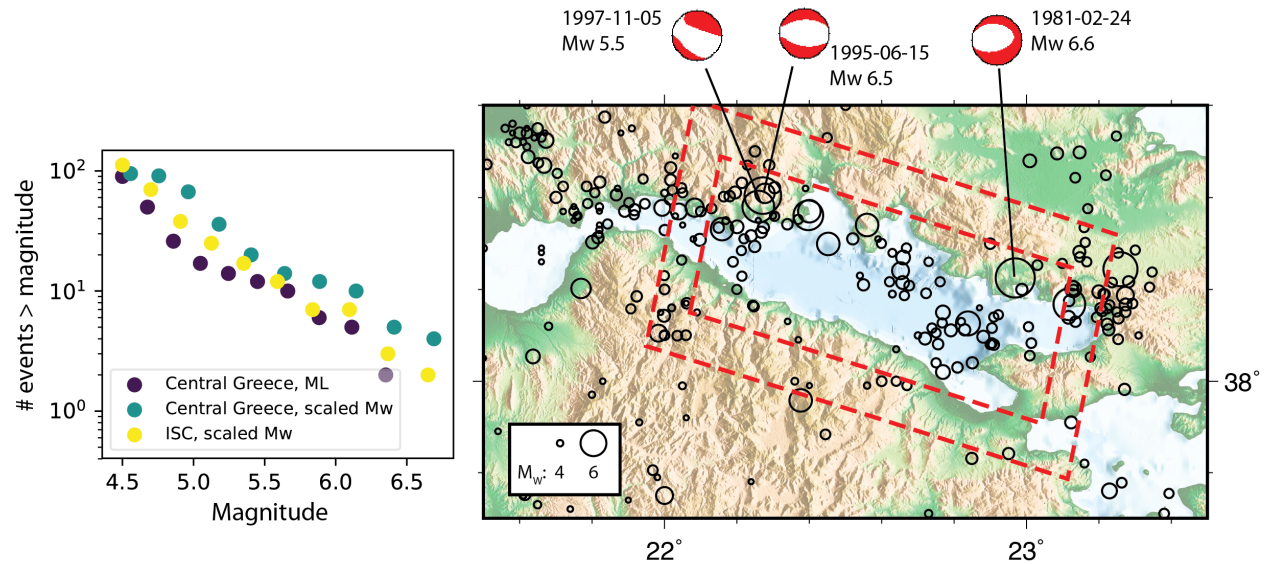 1997-11-05
Mw 5.5
1995-06-15
Mw 6.5
1981-02-24
Mw 6.6
# events > magnitude
10²
10¹
10⁰
Central Greece, ML
Central Greece, scaled Mw
ISC, scaled Mw
4.5 5.0 5.5 6.0 6.5
Magnitude
MW: 4 6
38°
22° 23°